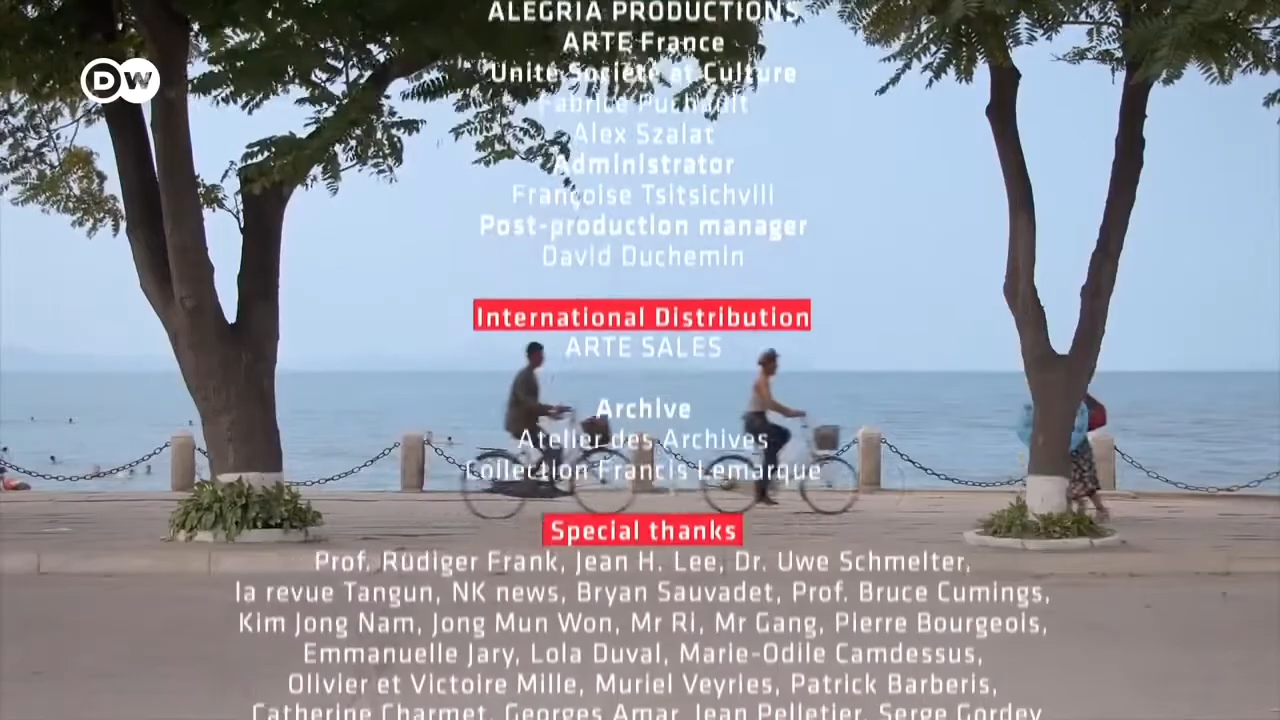 ALEGRIA PRODUCTIONS
DW
ARTE France
Unité Société et Culture
Fabrice Puchault
Alex Szalat
Administrator
Françoise Tsitsichvili
Post-production manager
David Duchemin
International Distribution
ARTE SALES
Archive
Atelier des Archives
Collection Francis Lemarque
Special thanks
Prof. Rüdiger Frank, Jean H. Lee, Dr. Uwe Schmelter,
la revue Tangun, NK news, Bryan Sauvadet, Prof. Bruce Cumings,
Kim Jong Nam, Jong Mun Won, Mr Ri, Mr Gang, Pierre Bourgeois,
Emmanuelle Jary, Lola Duval, Marie-Odile Camdessus,
Olivier et Victoire Mille, Muriel Veyries, Patrick Barberis,
Catherine Charmet, Georges Amar, Jean Pelletier, Serge Gordey